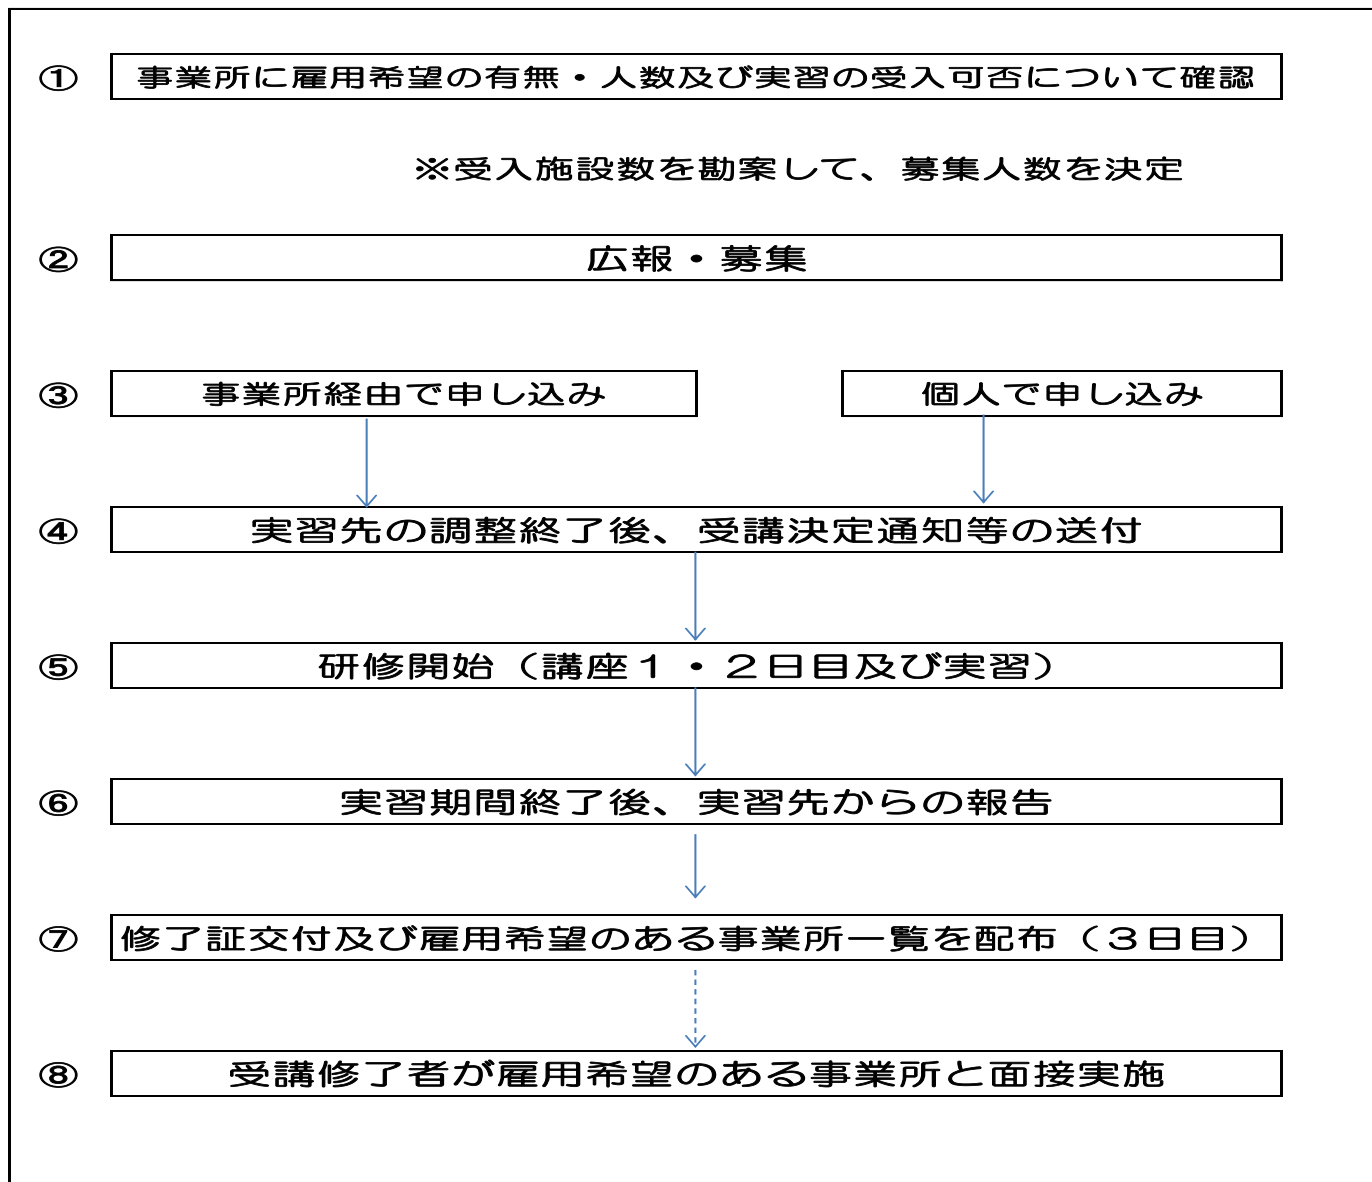 ① 事業所に雇用希望の有無・人数及び実習の受入可否について確認
※受入施設数を勘案して、募集人数を決定
② 広報・募集
③ 事業所経由で申し込み 個人で申し込み
④ 実習先の調整終了後、受講決定通知等の送付
⑤ 研修開始（講座１・２日目及び実習）
⑥ 実習期間終了後、実習先からの報告
⑦ 修了証交付及び雇用希望のある事業所一覧を配布（３日目）
⑧ 受講修了者が雇用希望のある事業所と面接実施